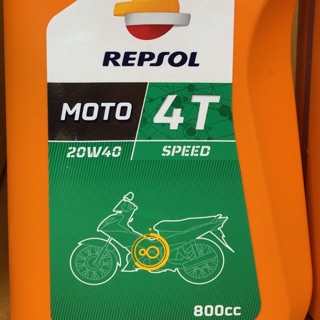 REPSOL
MOTO 4T
20W40 SPEED
800cc